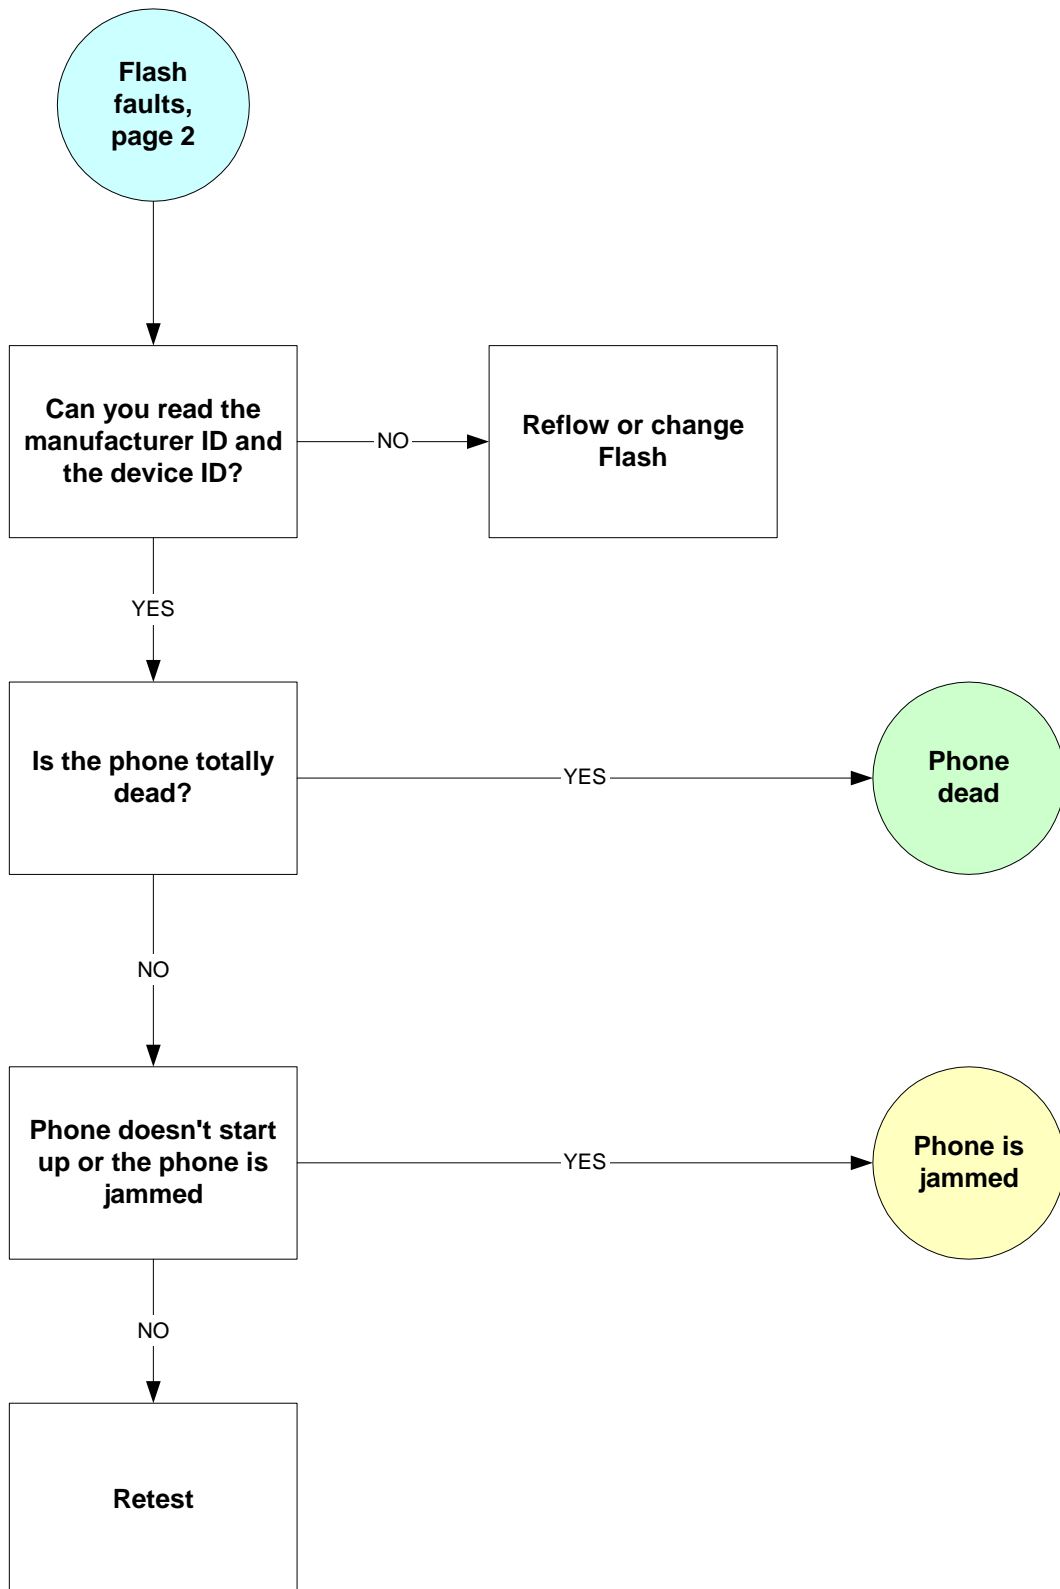 Flash
faults,
page 2
Can you read the
manufacturer ID and
the device ID?
NO
Reflow or change
Flash
YES
Is the phone totally
dead?
YES
Phone
dead
NO
Phone doesn't start
up or the phone is
jammed
YES
Phone is
jammed
NO
Retest